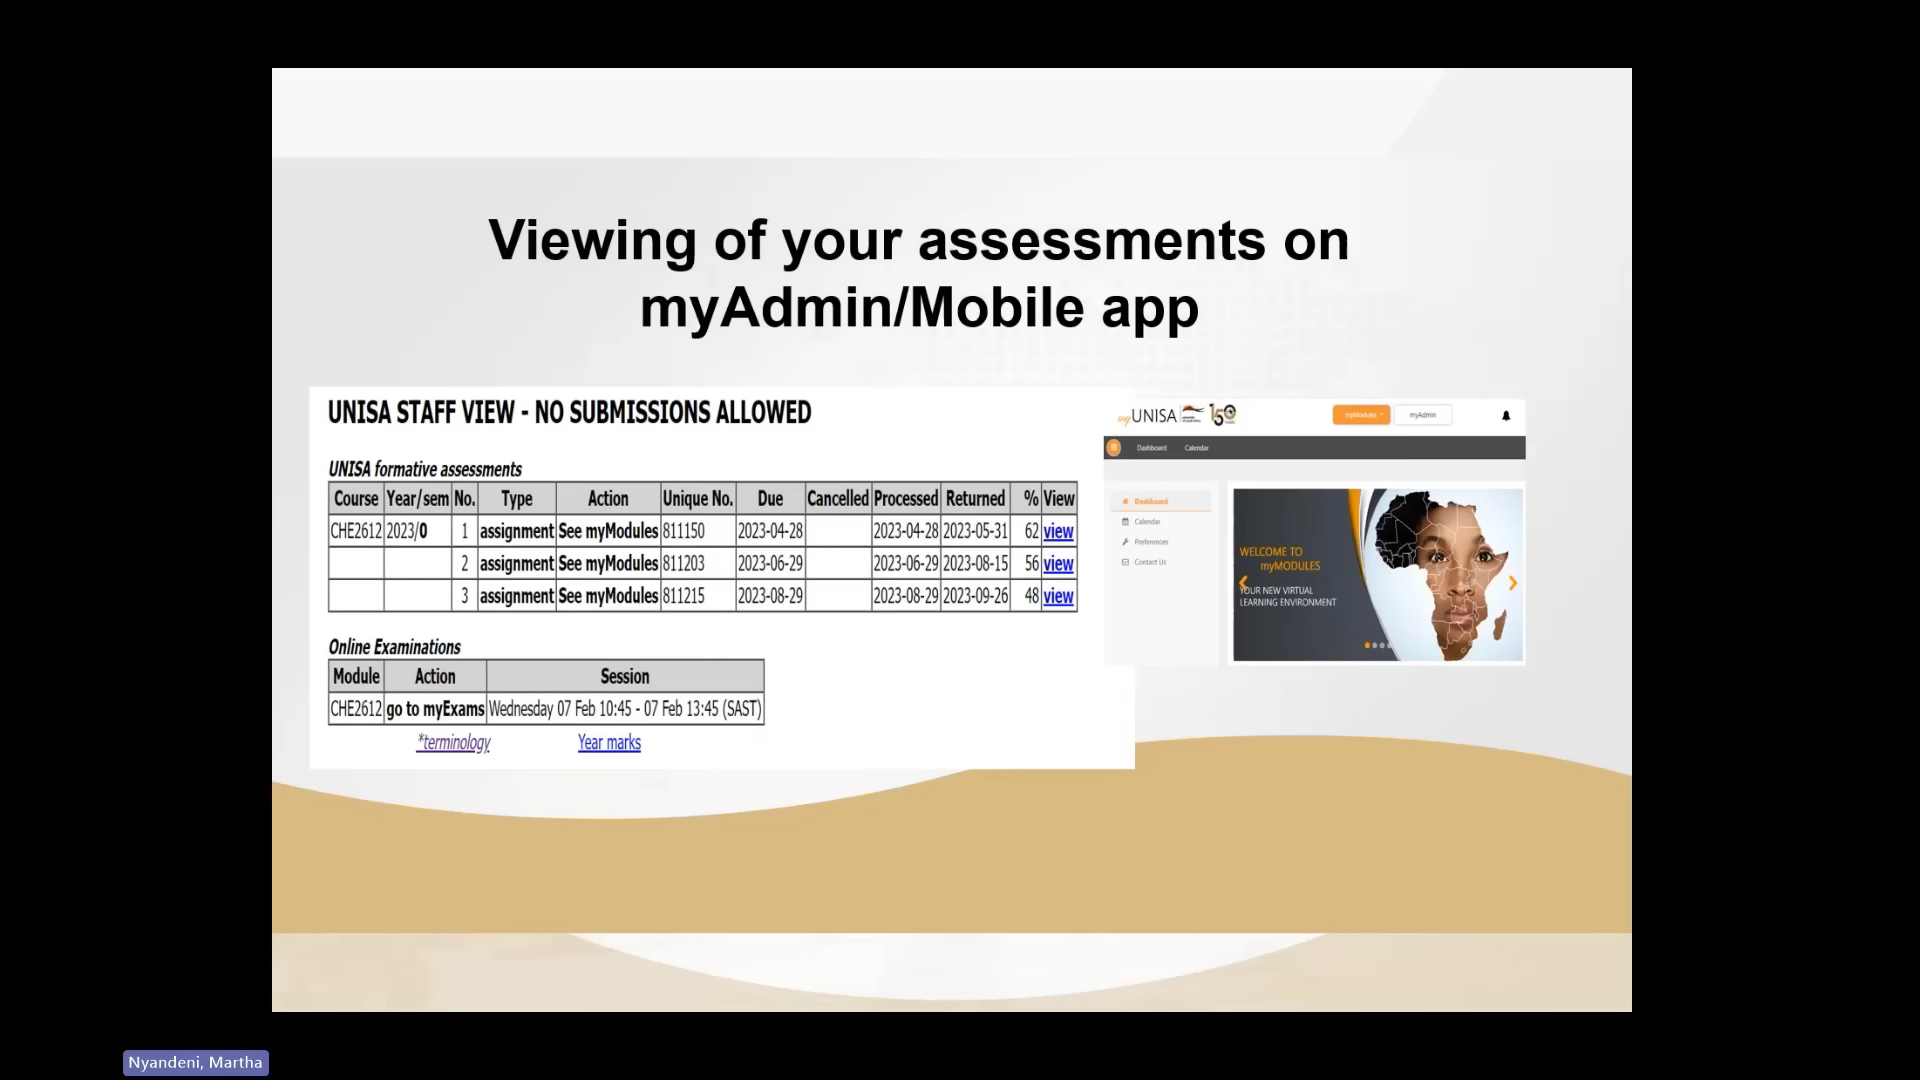 Viewing of your assessments on
myAdmin/Mobile app
UNISA STAFF VIEW - NO SUBMISSIONS ALLOWED
UNISA formative assessments
Course Year/sem No. Type Action Unique No. Due Cancelled Processed Returned % View
CHE2612 2023/0 1 assignment See myModules 811150 2023-04-28 2023-04-28 2023-05-31 62 view
2 assignment See myModules 811203 2023-06-29 2023-06-29 2023-08-15 56 view
3 assignment See myModules 811215 2023-08-29 2023-08-29 2023-09-26 48 view
Online Examinations
Module Action Session
CHE2612 go to myExams Wednesday 07 Feb 10:45 - 07 Feb 13:45 (SAST)
*terminology Year marks
my UNISA 150
myModules myAdmin
Dashboard Calendar
Dashboard
Calendar
Preferences
Contact Us
WELCOME TO
myMODULES
YOUR NEW VIRTUAL
LEARNING ENVIRONMENT
Nyandeni, Martha